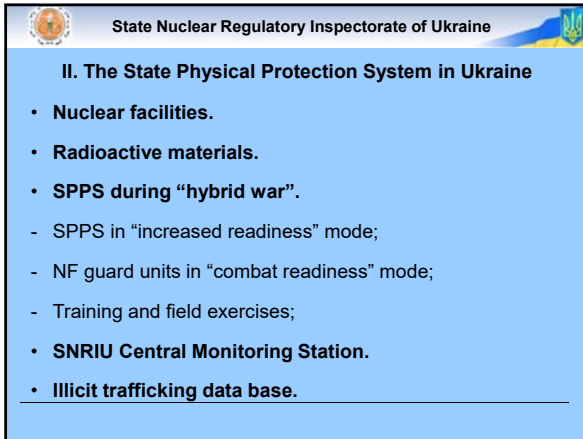 State Nuclear Regulatory Inspectorate of Ukraine
II. The State Physical Protection System in Ukraine
• Nuclear facilities.
• Radioactive materials.
• SPPS during “hybrid war”.
- SPPS in “increased readiness” mode;
- NF guard units in “combat readiness” mode;
- Training and field exercises;
• SNRIU Central Monitoring Station.
• Illicit trafficking data base.